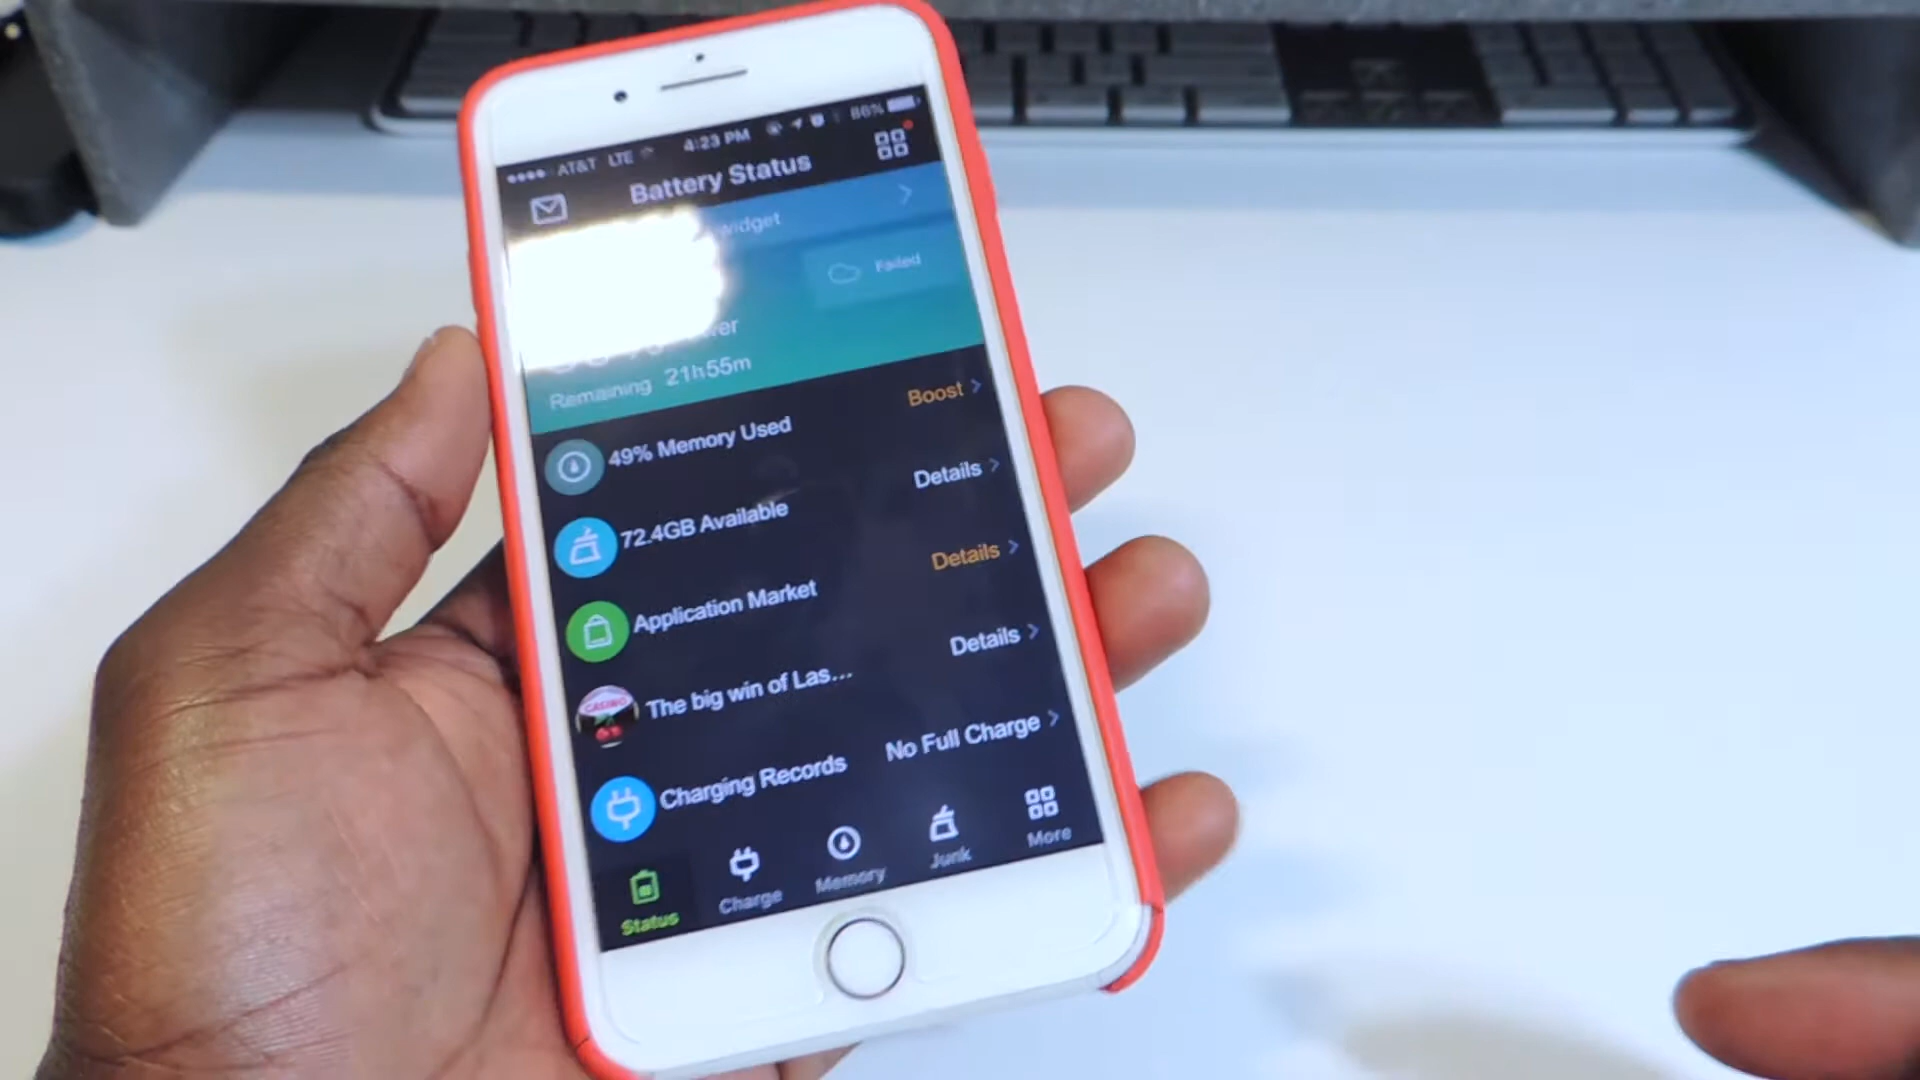 AT&T LTE 4:23 PM 86%
Battery Status
widget
Failed
Remaining 21h55m
49% Memory Used Boost
72.4GB Available Details
Application Market Details
CASINO
The big win of Las... Details
Charging Records No Full Charge
Status Charge Memory Junk More